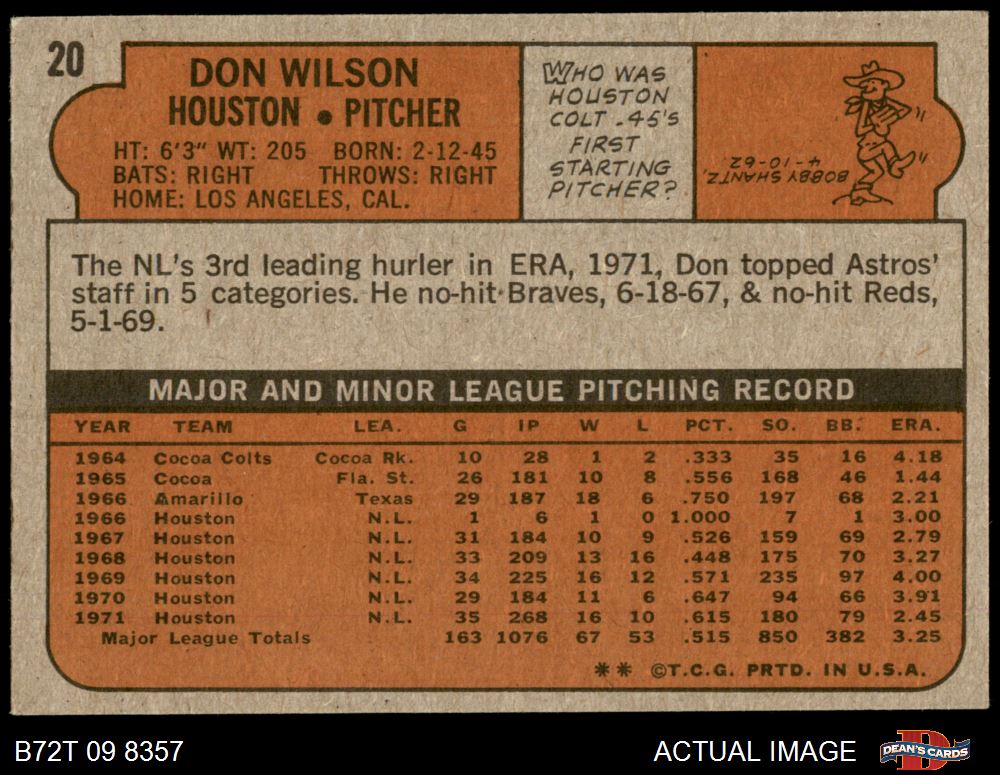 20
DON WILSON
HOUSTON • PITCHER
HT: 6'3" WT: 205 BORN: 2-12-45
BATS: RIGHT THROWS: RIGHT
HOME: LOS ANGELES, CAL.
WHO WAS
HOUSTON
COLT .45'S
FIRST
STARTING
PITCHER?
BOBBY SHANTZ,
4-10-62
The NL's 3rd leading hurler in ERA, 1971, Don topped Astros'
staff in 5 categories. He no-hit Braves, 6-18-67, & no-hit Reds,
5-1-69.
MAJOR AND MINOR LEAGUE PITCHING RECORD
YEAR TEAM LEA. G IP W L PCT. SO. BB. ERA.
1964 Cocoa Colts Cocoa Rk. 10 28 1 2 .333 35 16 4.18
1965 Cocoa Fla. St. 26 181 10 8 .556 168 46 1.44
1966 Amarillo Texas 29 187 18 6 .750 197 68 2.21
1966 Houston N.L. 1 6 1 0 1.000 7 1 3.00
1967 Houston N.L. 31 184 10 9 .526 159 69 2.79
1968 Houston N.L. 33 209 13 16 .448 175 70 3.27
1969 Houston N.L. 34 225 16 12 .571 235 97 4.00
1970 Houston N.L. 29 184 11 6 .647 94 66 3.91
1971 Houston N.L. 35 268 16 10 .615 180 79 2.45
Major League Totals 163 1076 67 53 .515 850 382 3.25
** ©T.C.G. PRTD. IN U.S.A.
B72T 09 8357
ACTUAL IMAGE
DEAN'S CARDS